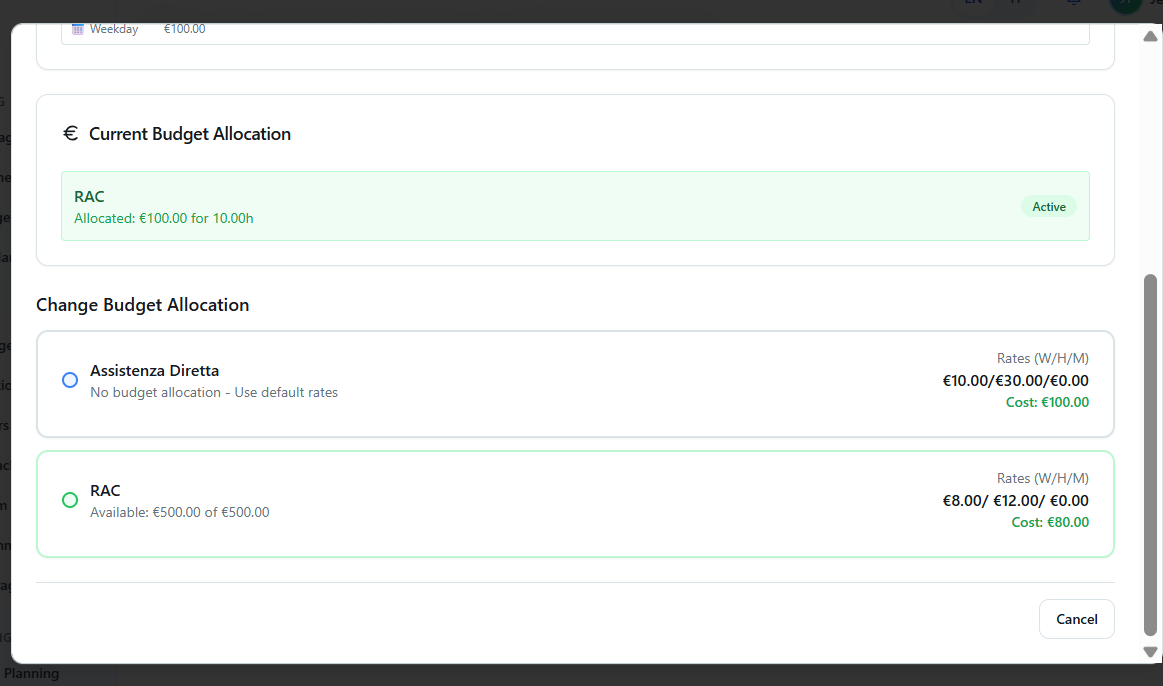 Weekday €100.00
€ Current Budget Allocation
RAC
Allocated: €100.00 for 10.00h
Active
Change Budget Allocation
Assistenza Diretta
No budget allocation - Use default rates
Rates (W/H/M)
€10.00/€30.00/€0.00
Cost: €100.00
RAC
Available: €500.00 of €500.00
Rates (W/H/M)
€8.00/ €12.00/ €0.00
Cost: €80.00
Cancel
Planning